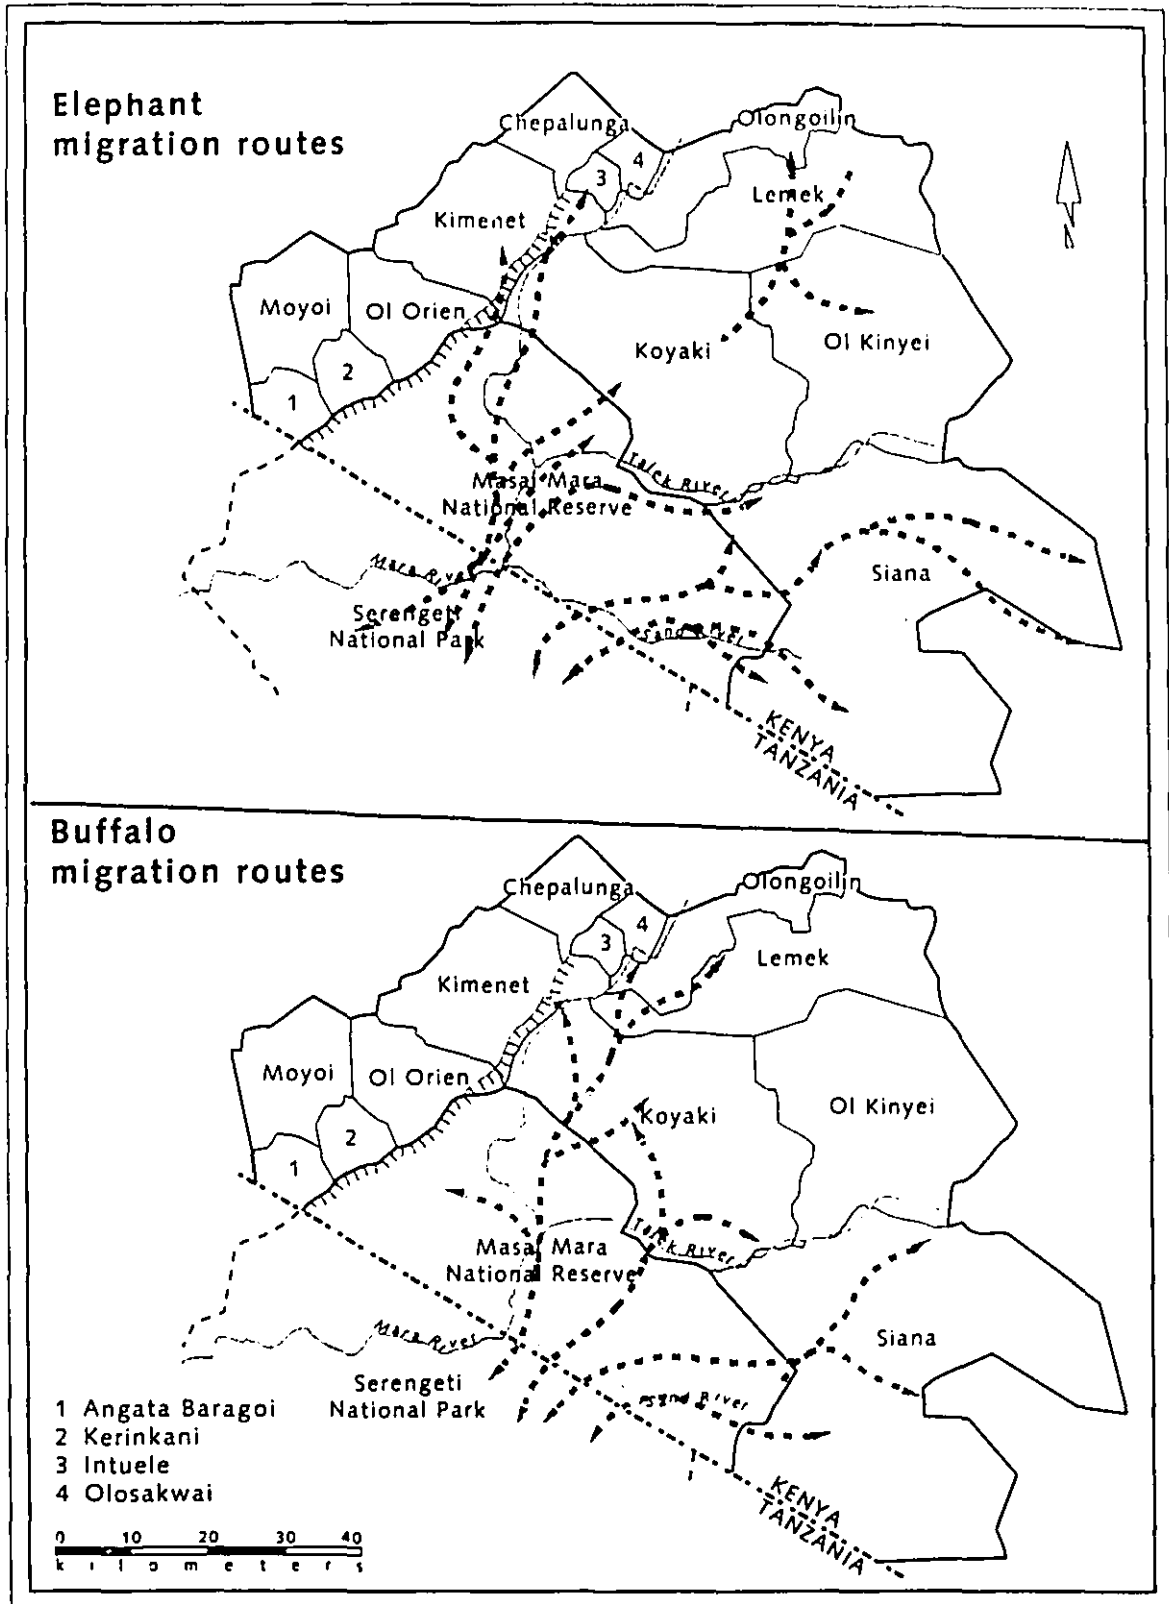 Elephant
migration routes
Chepalunga
Olongoilin
4
3
Lemek
N
Kimenet
Moyoi
Ol Orien
Koyaki
Ol Kinyei
2
1
Talek River
Masai Mara
National Reserve
Mara River
Siana
Serengeti
National Park
Sand River
KENYA
TANZANIA
Buffalo
migration routes
Chepalunga
Olongoilin
4
3
Lemek
Kimenet
Moyoi
Ol Orien
Koyaki
Ol Kinyei
2
1
Talek River
Masai Mara
National Reserve
Mara River
Siana
Serengeti
National Park
Sand River
1 Angata Baragoi
2 Kerinkani
3 Intuele
4 Olosakwai
KENYA
TANZANIA
0 10 20 30 40
kilometers